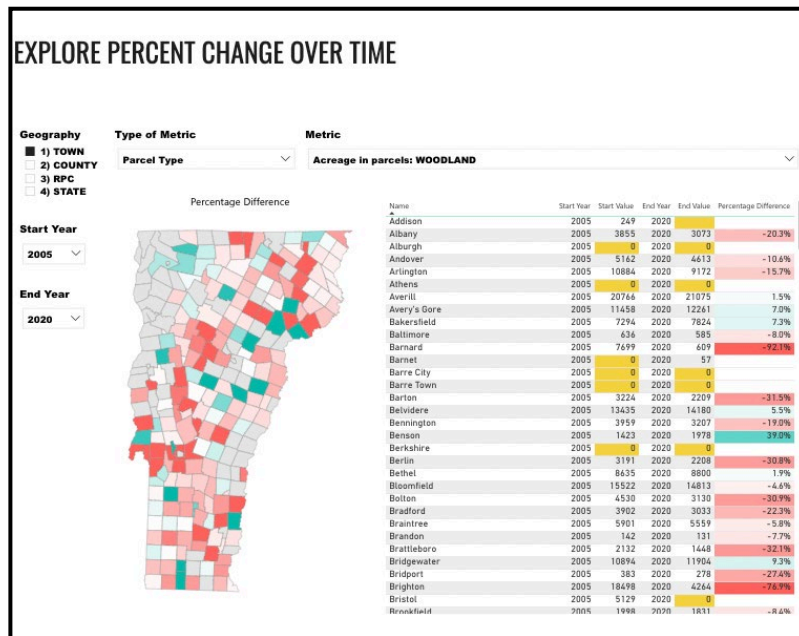 EXPLORE PERCENT CHANGE OVER TIME
Geography
1) TOWN
2) COUNTY
3) RPC
4) STATE
Type of Metric
Parcel Type
Metric
Acreage in parcels: WOODLAND
Start Year
2005
End Year
2020
Percentage Difference
Name Start Year Start Value End Year End Value Percentage Difference
Addison 2005 249 2020
Albany 2005 3855 2020 3073 -20.3%
Alburgh 2005 0 2020 0
Andover 2005 5162 2020 4613 -10.6%
Arlington 2005 10884 2020 9172 -15.7%
Athens 2005 0 2020 0
Averill 2005 20766 2020 21075 1.5%
Avery's Gore 2005 11458 2020 12261 7.0%
Bakersfield 2005 7294 2020 7824 7.3%
Baltimore 2005 636 2020 585 -8.0%
Barnard 2005 7699 2020 609 -92.1%
Barnet 2005 0 2020 57
Barre City 2005 0 2020 0
Barre Town 2005 0 2020 0
Barton 2005 3224 2020 2209 -31.5%
Belvidere 2005 13435 2020 14180 5.5%
Bennington 2005 3959 2020 3207 -19.0%
Benson 2005 1423 2020 1978 39.0%
Berkshire 2005 0 2020 0
Berlin 2005 3191 2020 2208 -30.8%
Bethel 2005 8635 2020 8800 1.9%
Bloomfield 2005 15522 2020 14813 -4.6%
Bolton 2005 4530 2020 3130 -30.9%
Bradford 2005 3902 2020 3033 -22.3%
Braintree 2005 5901 2020 5559 -5.8%
Brandon 2005 142 2020 131 -7.7%
Brattleboro 2005 2132 2020 1448 -32.1%
Bridgewater 2005 10894 2020 11904 9.3%
Bridport 2005 383 2020 278 -27.4%
Brighton 2005 18498 2020 4264 -76.9%
Bristol 2005 5129 2020 0
Brookfield 2005 1998 2020 1831 -8.4%